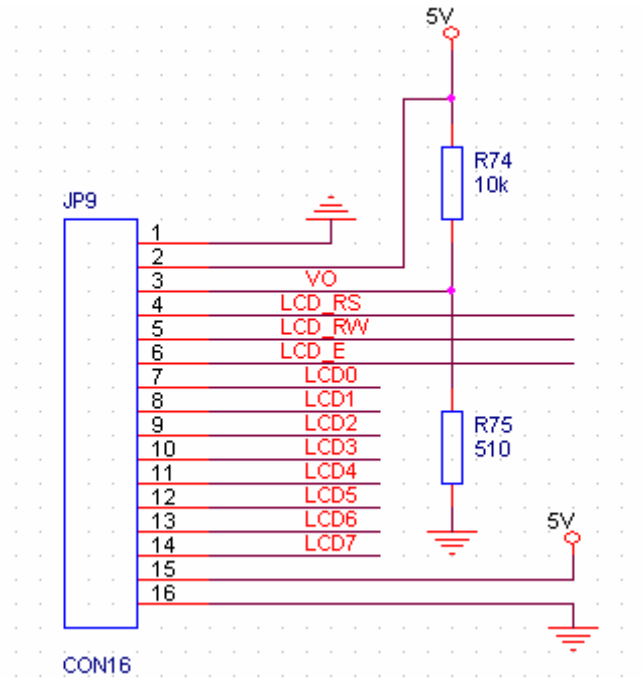 5V
R74
10k
JP9
1
2
3
VO
4
LCD_RS
5
LCD_RW
6
LCD_E
7
LCD0
8
LCD1
9
LCD2
10
LCD3
11
LCD4
12
LCD5
13
LCD6
14
LCD7
15
16
R75
510
5V
CON16